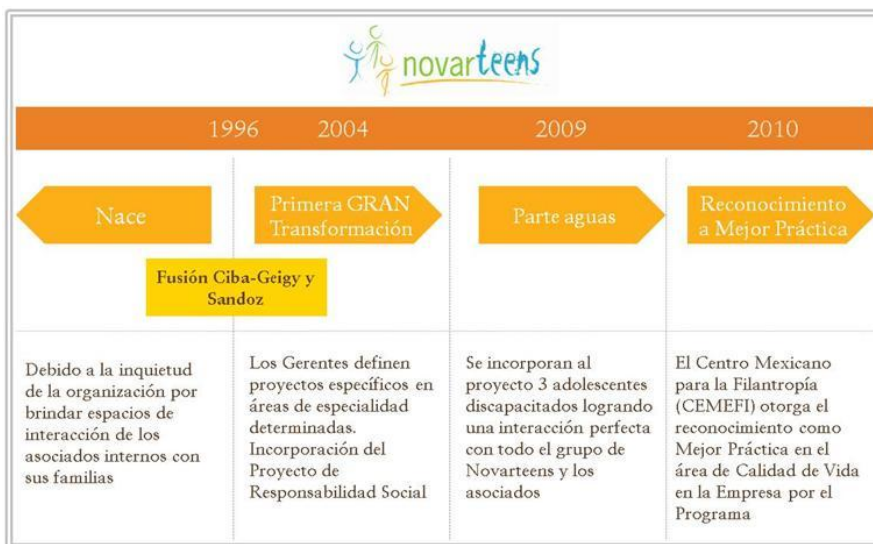 novarteens
1996
2004
2009
2010
Nace
Primera GRAN
Transformación
Parte aguas
Reconocimiento
a Mejor Práctica
Fusión Ciba-Geigy y
Sandoz
Debido a la inquietud
de la organización por
brindar espacios de
interacción de los
asociados internos con
sus familias
Los Gerentes definen
proyectos específicos en
áreas de especialidad
determinadas.
Incorporación del
Proyecto de
Responsabilidad Social
Se incorporan al
proyecto 3 adolescentes
discapacitados logrando
una interacción perfecta
con todo el grupo de
Novarteens y los
asociados
El Centro Mexicano
para la Filantropía
(CEMEFI) otorga el
reconocimiento como
Mejor Práctica en el
área de Calidad de Vida
en la Empresa por el
Programa